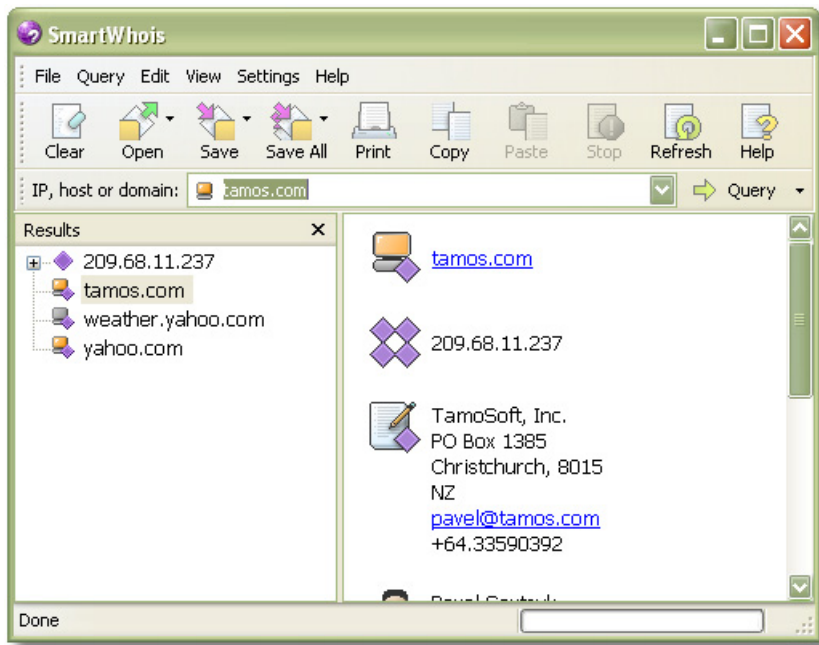 SmartWhois
File Query Edit View Settings Help
Clear Open Save Save All Print Copy Paste Stop Refresh Help
IP, host or domain: tamos.com Query
Results
209.68.11.237
tamos.com
weather.yahoo.com
yahoo.com
tamos.com
209.68.11.237
TamoSoft, Inc.
PO Box 1385
Christchurch, 8015
NZ
pavel@tamos.com
+64.33590392
Done